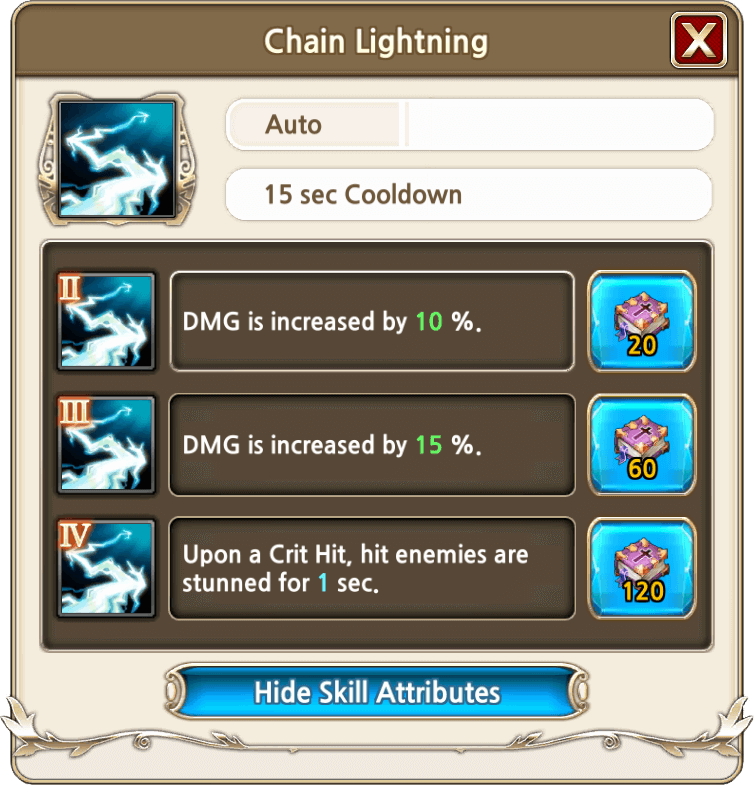 Chain Lightning
X
Auto
15 sec Cooldown
II
DMG is increased by 10 %.
20
III
DMG is increased by 15 %.
60
IV
Upon a Crit Hit, hit enemies are
stunned for 1 sec.
120
Hide Skill Attributes